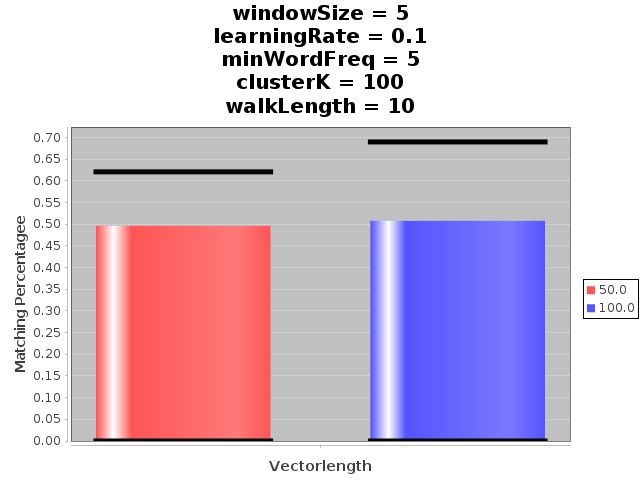 windowSize = 5
learningRate = 0.1
minWordFreq = 5
clusterK = 100
walkLength = 10
0.70
0.65
0.60
0.55
0.50
0.45
0.40
0.35
0.30
0.25
0.20
0.15
0.10
0.05
0.00
Matching Percentagee
50.0
100.0
Vectorlength